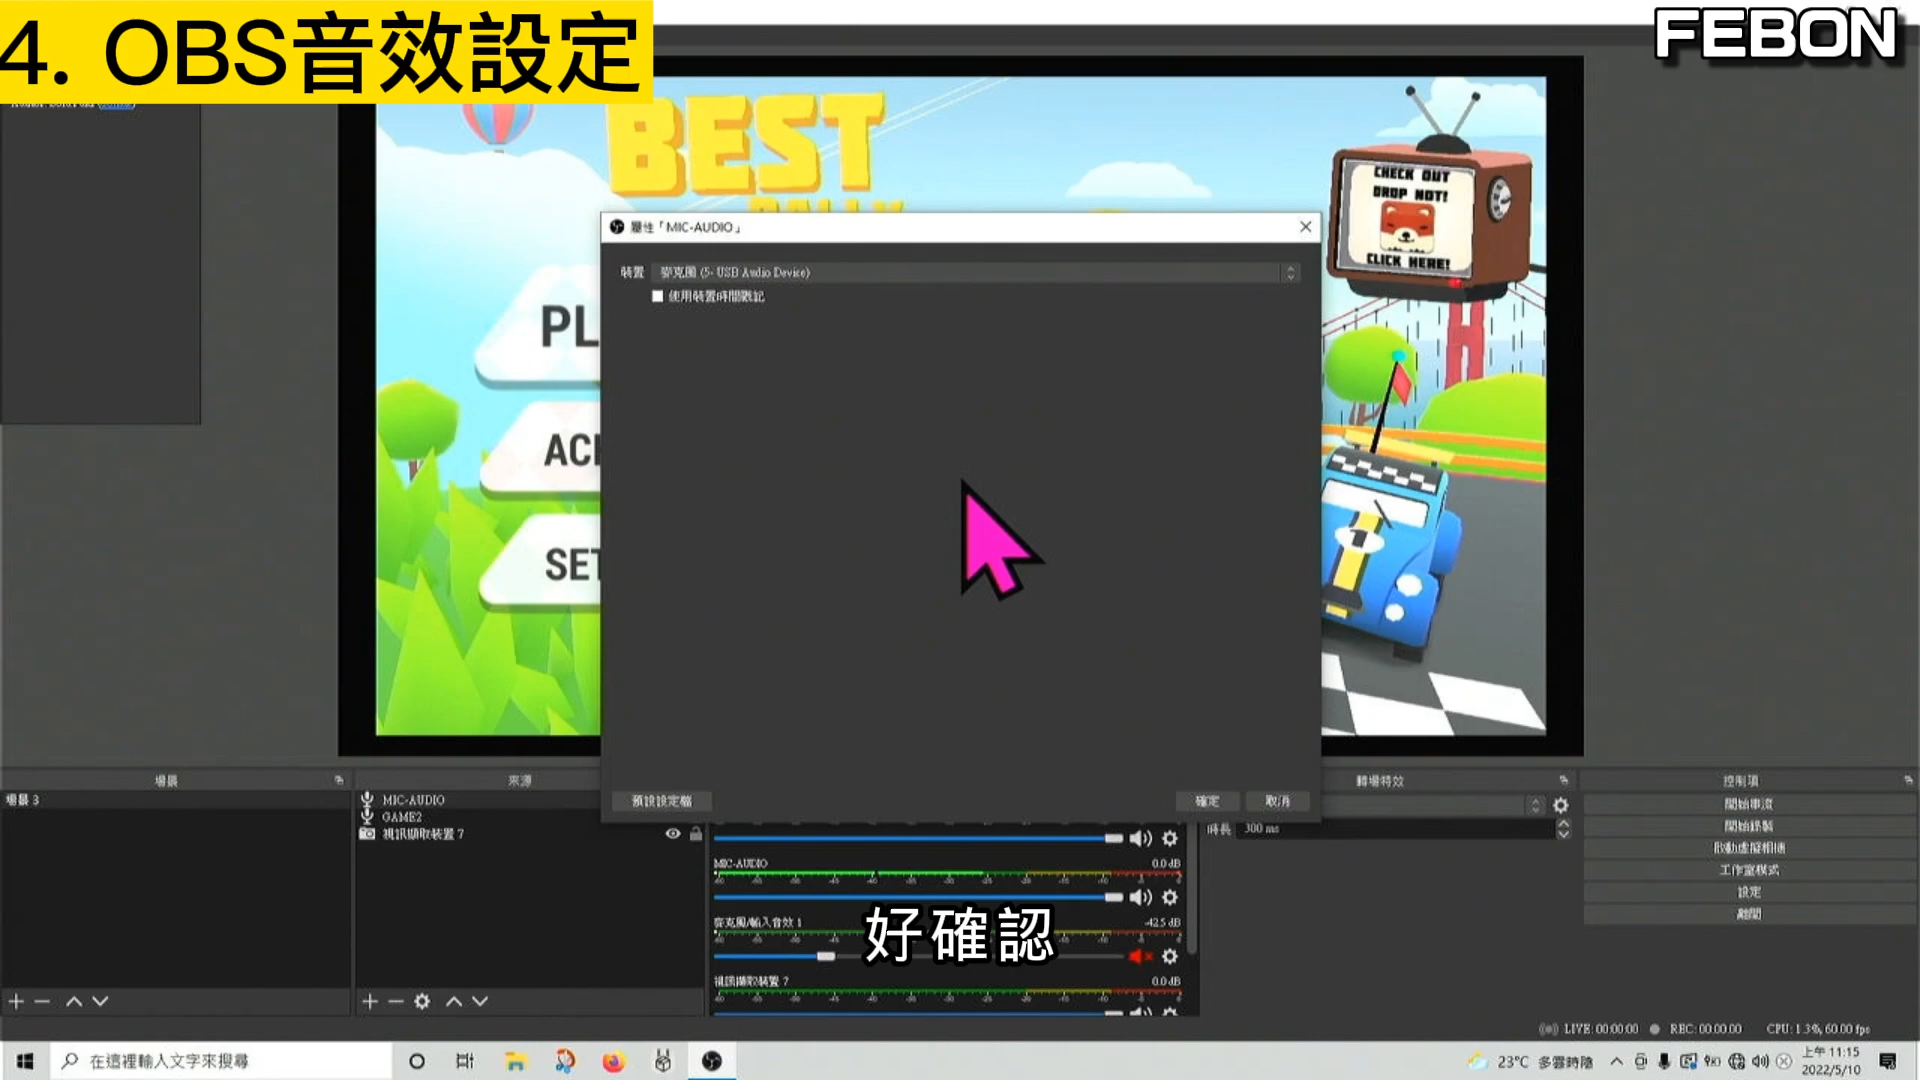 4. OBS音效設定
FEBON
BEST
CHECK OUT
DROP NOT!
CLICK HERE!
屬性「MIC-AUDIO」
裝置 麥克風 (5- USB Audio Device)
使用裝置時間戳記
PL
ACI
SET
1
預設設定檔
確定
取消
場景
來源
轉場特效
控制項
場景 3
MIC-AUDIO
GAME2
視訊擷取裝置 7
時長 300 ms
開始串流
開始錄製
啟動虛擬相機
工作室模式
設定
離開
MIC-AUDIO 0.0 dB
麥克風/輸入音效 1 -42.5 dB
視訊擷取裝置 7 0.0 dB
好確認
LIVE: 00:00:00 REC: 00:00:00 CPU: 1.3%, 60.00 fps
在這裡輸入文字來搜尋
23°C 多雲時陰
上午 11:15
2022/5/10